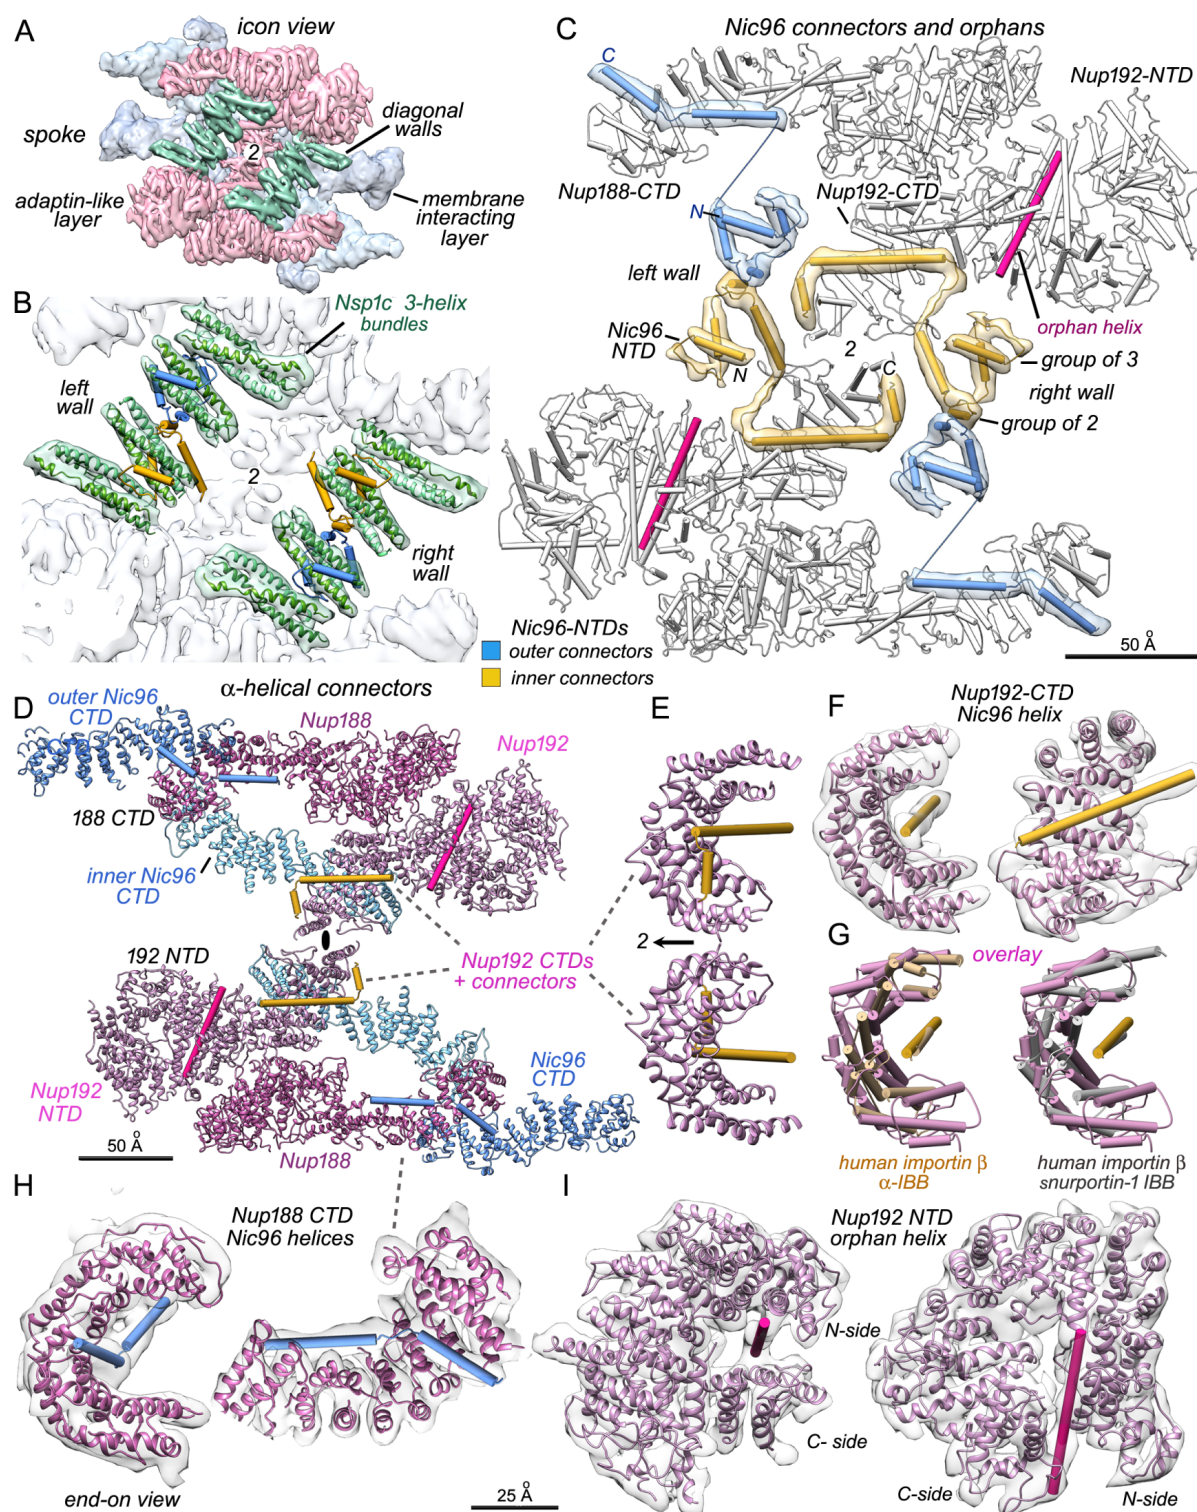 A
icon view
spoke
diagonal
walls
2
adaptin-like
layer
membrane
interacting
layer
B
Nsp1c 3-helix
bundles
left
wall
2
right
wall
C
Nic96 connectors and orphans
C
Nup192-NTD
Nup188-CTD
Nup192-CTD
N
left wall
orphan helix
Nic96
NTD
N
2
C
group of 3
right wall
group of 2
Nic96-NTDs
outer connectors
inner connectors
50 Å
D
α-helical connectors
outer Nic96
CTD
Nup188
Nup192
188 CTD
inner Nic96
CTD
192 NTD
Nup192 CTDs
+ connectors
Nup192
NTD
Nic96
CTD
50 Å
Nup188
E
2
F
Nup192-CTD
Nic96 helix
G
overlay
human importin β
α-IBB
human importin β
snurportin-1 IBB
H
Nup188 CTD
Nic96 helices
end-on view
25 Å
I
Nup192 NTD
orphan helix
N-side
C- side
C-side
N-side